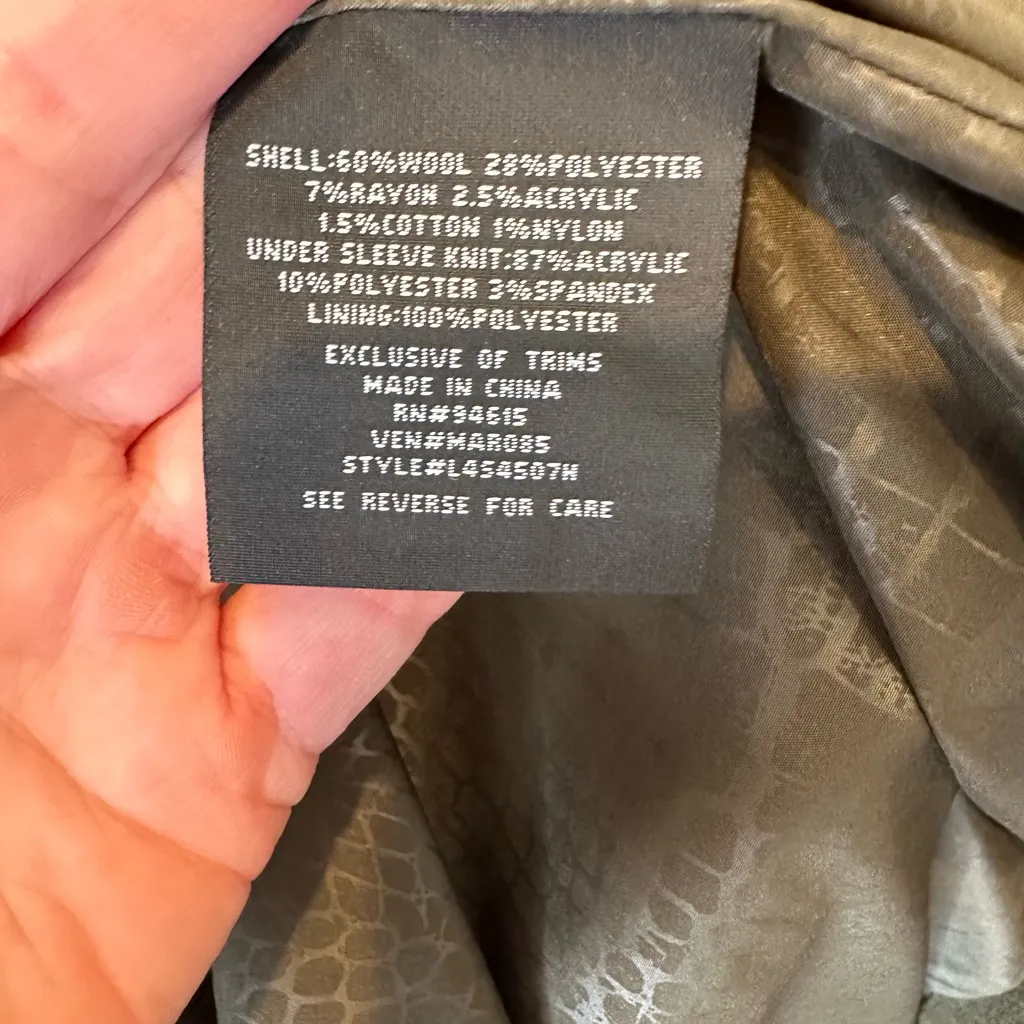 SHELL:60%WOOL 28%POLYESTER
7%RAYON 2.5%ACRYLIC
1.5%COTTON 1%NYLON
UNDER SLEEVE KNIT:87%ACRYLIC
10%POLYESTER 3%SPANDEX
LINING:100%POLYESTER
EXCLUSIVE OF TRIMS
MADE IN CHINA
RN#94615
VEN#MAR085
STYLE#L454507H
SEE REVERSE FOR CARE